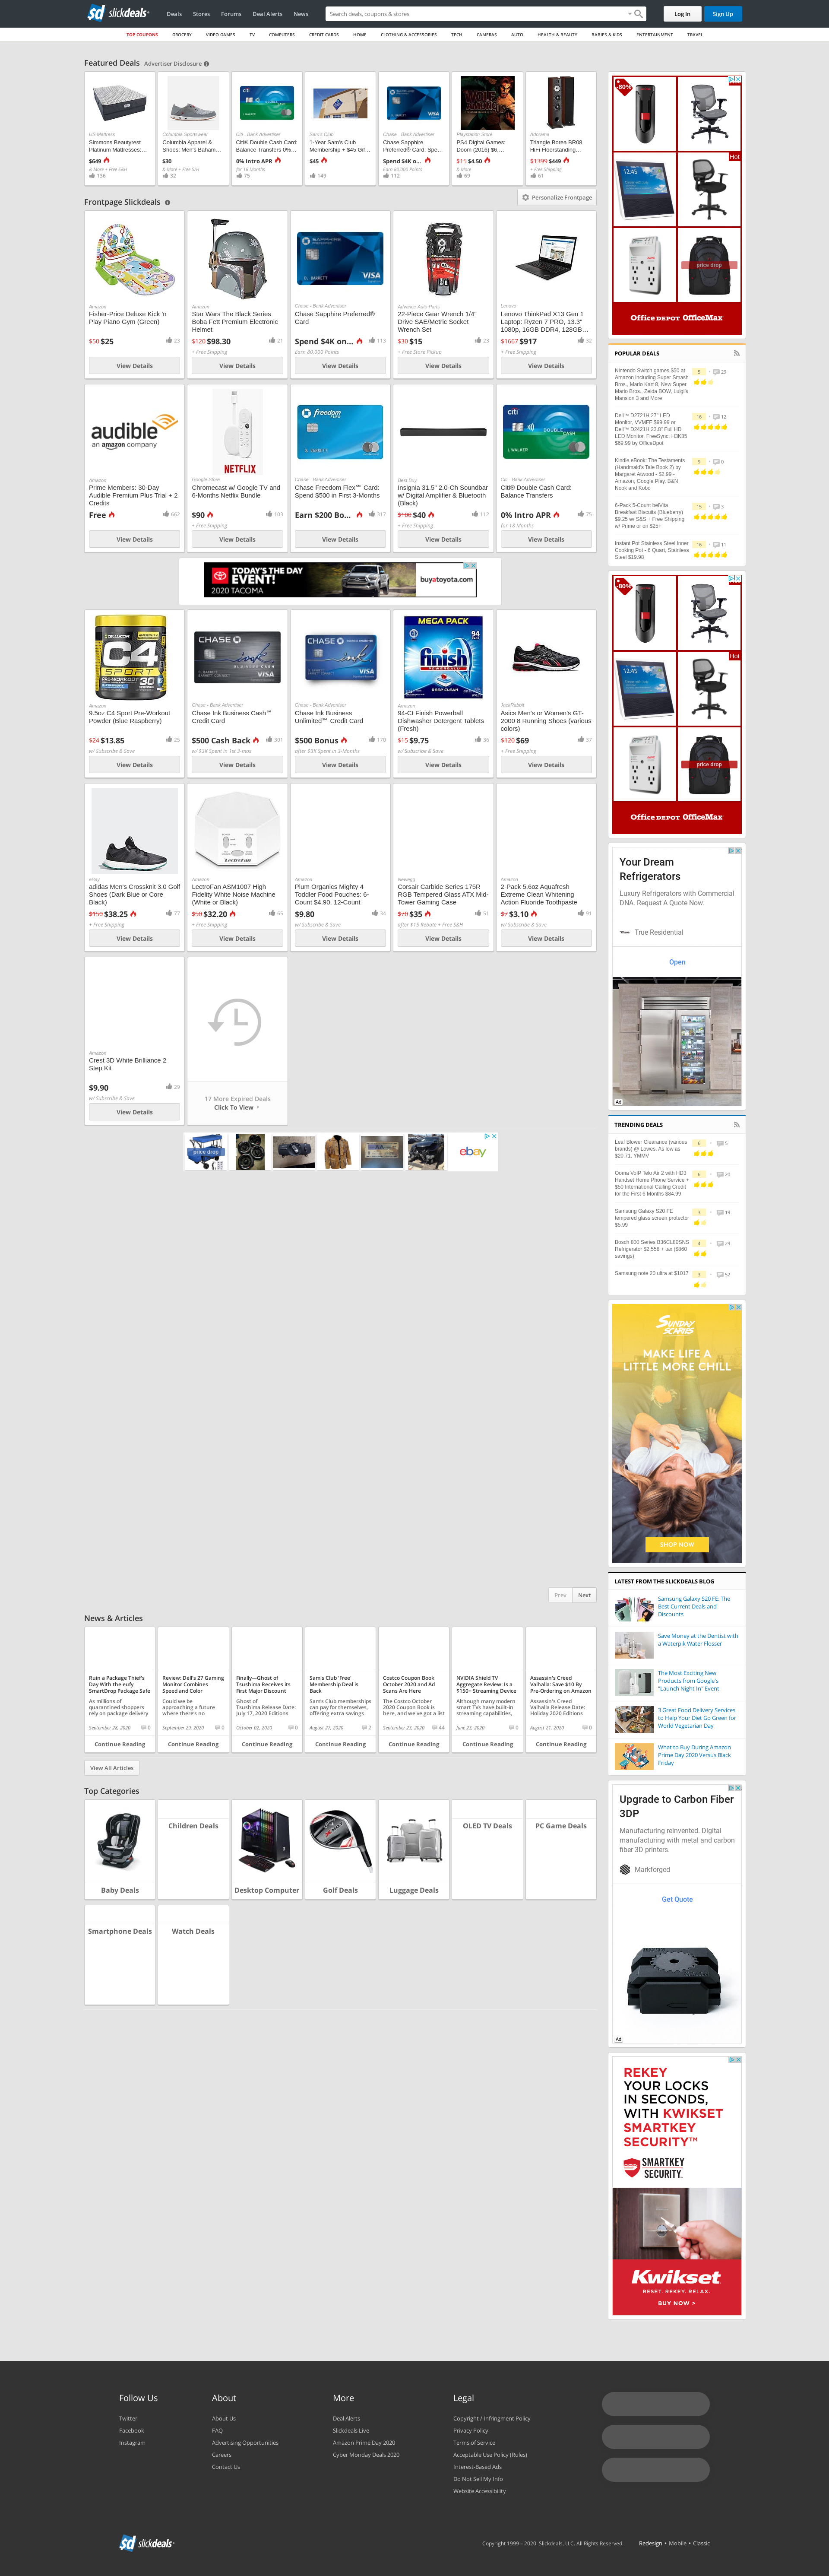 slickdeals
Deals
Stores
Forums
Deal Alerts
News
Search deals, coupons & stores
Log In
Sign Up
TOP COUPONS
GROCERY
VIDEO GAMES
TV
COMPUTERS
CREDIT CARDS
HOME
CLOTHING & ACCESSORIES
TECH
CAMERAS
AUTO
HEALTH & BEAUTY
BABIES & KIDS
ENTERTAINMENT
TRAVEL
Featured Deals
Advertiser Disclosure
US-Mattress
Simmons Beautyrest
Platinum Mattresses: ...
$649
& More + Free S&H
136
Columbia Sportswear
Columbia Apparel &
Shoes: Men's Baham...
$30
& More + Free S/H
32
Citi - Bank Advertiser
Citi® Double Cash Card:
Balance Transfers 0%...
0% Intro APR
for 18 Months
75
Sam's Club
1-Year Sam's Club
Membership + $45 Gif...
$45
149
Chase - Bank Advertiser
Chase Sapphire
Preferred® Card: Spe...
Spend $4K o...
Earn 80,000 Points
112
Playstation Store
PS4 Digital Games:
Doom (2016) $6,...
$15 $4.50
& More
69
Adorama
Triangle Borea BR08
HiFi Floorstanding...
$1399 $449
+ Free Shipping
61
Frontpage Slickdeals
Personalize Frontpage
Amazon
Fisher-Price Deluxe Kick 'n
Play Piano Gym (Green)
$50 $25
23
View Details
Amazon
Star Wars The Black Series
Boba Fett Premium Electronic
Helmet
$120 $98.30
21
+ Free Shipping
View Details
Chase - Bank Advertiser
Chase Sapphire Preferred®
Card
Spend $4K on...
113
Earn 80,000 Points
View Details
Advance Auto Parts
22-Piece Gear Wrench 1/4"
Drive SAE/Metric Socket
Wrench Set
$30 $15
23
+ Free Store Pickup
View Details
Lenovo
Lenovo ThinkPad X13 Gen 1
Laptop: Ryzen 7 PRO, 13.3"
1080p, 16GB DDR4, 128GB...
$1667 $917
32
+ Free Shipping
View Details
audible
an amazon company
Amazon
Prime Members: 30-Day
Audible Premium Plus Trial + 2
Credits
Free
662
View Details
NETFLIX
Google Store
Chromecast w/ Google TV and
6-Months Netflix Bundle
$90
103
+ Free Shipping
View Details
Chase - Bank Advertiser
Chase Freedom Flex℠ Card:
Spend $500 in First 3-Months
Earn $200 Bo...
317
View Details
Best Buy
Insignia 31.5" 2.0-Ch Soundbar
w/ Digital Amplifier & Bluetooth
(Black)
$100 $40
112
+ Free Shipping
View Details
Citi - Bank Advertiser
Citi® Double Cash Card:
Balance Transfers
0% Intro APR
75
for 18 Months
View Details
TODAY'S THE DAY
EVENT!
2020 TACOMA
buyatoyota.com
Amazon
9.5oz C4 Sport Pre-Workout
Powder (Blue Raspberry)
$24 $13.85
20
w/ Subscribe & Save
View Details
Chase - Bank Advertiser
Chase Ink Business Cash℠
Credit Card
$500 Cash Back
301
w/ $3K Spent in 1st 3-mos
View Details
Chase - Bank Advertiser
Chase Ink Business
Unlimited℠ Credit Card
$500 Bonus
170
after $3K Spent in 3-Months
View Details
MEGA PACK
finish
POWERBALL
DEEP CLEAN
Amazon
94-Ct Finish Powerball
Dishwasher Detergent Tablets
(Fresh)
$15 $9.75
36
w/ Subscribe & Save
View Details
JackRabbit
Asics Men's or Women's GT-
2000 8 Running Shoes (various
colors)
$120 $69
37
+ Free Shipping
View Details
eBay
adidas Men's Crossknit 3.0 Golf
Shoes (Dark Blue or Core
Black)
$150 $38.25
77
+ Free Shipping
View Details
Amazon
LectroFan ASM1007 High
Fidelity White Noise Machine
(White or Black)
$50 $32.20
65
+ Free Shipping
View Details
Amazon
Plum Organics Mighty 4
Toddler Food Pouches: 6-
Count $4.90, 12-Count
$9.80
34
w/ Subscribe & Save
View Details
Newegg
Corsair Carbide Series 175R
RGB Tempered Glass ATX Mid-
Tower Gaming Case
$70 $35
51
after $15 Rebate + Free S&H
View Details
Amazon
2-Pack 5.6oz Aquafresh
Extreme Clean Whitening
Action Fluoride Toothpaste
$7 $3.10
91
w/ Subscribe & Save
View Details
Amazon
Crest 3D White Brilliance 2
Step Kit
$9.90
29
w/ Subscribe & Save
View Details
17 More Expired Deals
Click To View
price drop
ebay
Prev
Next
News & Articles
Ruin a Package Thief's
Day With the eufy
SmartDrop Package Safe
As millions of
quarantined shoppers
rely on package delivery
September 28, 2020
0
Continue Reading
Review: Dell's 27 Gaming
Monitor Combines
Speed and Color
Could we be
approaching a future
where there's no
September 29, 2020
0
Continue Reading
Finally—Ghost of
Tsushima Receives its
First Major Discount
Ghost of
Tsushima Release Date:
July 17, 2020 Editions
October 02, 2020
0
Continue Reading
Sam's Club 'Free'
Membership Deal is
Back
Sam's Club memberships
can pay for themselves,
offering extra savings
August 27, 2020
2
Continue Reading
Costco Coupon Book
October 2020 and Ad
Scans Are Here
The Costco October
2020 Coupon Book is
here, and we've got a list
September 23, 2020
44
Continue Reading
NVIDIA Shield TV
Aggregate Review: Is a
$150+ Streaming Device
Although many modern
smart TVs have built-in
streaming capabilities,
June 23, 2020
0
Continue Reading
Assassin's Creed
Valhalla: Save $10 By
Pre-Ordering on Amazon
Assassin's Creed
Valhalla Release Date:
Holiday 2020 Editions
August 21, 2020
0
Continue Reading
View All Articles
Top Categories
Baby Deals
Children Deals
Desktop Computer
Golf Deals
Luggage Deals
OLED TV Deals
PC Game Deals
Smartphone Deals
Watch Deals
-80%
Hot
price drop
Office DEPOT OfficeMax
POPULAR DEALS
Nintendo Switch games $50 at
Amazon including Super Smash
Bros., Mario Kart 8, New Super
Mario Bros., Zelda BOW, Luigi's
Mansion 3 and More
5
29
Dell™ D2721H 27" LED
Monitor, VVMFF $99.99 or
Dell™ D2421H 23.8" Full HD
LED Monitor, FreeSync, H3K85
$69.99 by OfficeDpot
16
12
Kindle eBook: The Testaments
(Handmaid's Tale Book 2) by
Margaret Atwood - $2.99 -
Amazon, Google Play, B&N
Nook and Kobo
9
0
6-Pack 5-Count belVita
Breakfast Biscuits (Blueberry)
$9.25 w/ S&S + Free Shipping
w/ Prime or on $25+
15
3
Instant Pot Stainless Steel Inner
Cooking Pot - 6 Quart, Stainless
Steel $19.98
16
11
-80%
Hot
price drop
Office DEPOT OfficeMax
Your Dream
Refrigerators
Luxury Refrigerators with Commercial
DNA. Request A Quote Now.
True Residential
Open
Ad
TRENDING DEALS
Leaf Blower Clearance (various
brands) @ Lowes. As low as
$20.71. YMMV
6
5
Ooma VoIP Telo Air 2 with HD3
Handset Home Phone Service +
$50 International Calling Credit
for the First 6 Months $84.99
6
20
Samsung Galaxy S20 FE
tempered glass screen protector
$5.99
3
19
Bosch 800 Series B36CL80SNS
Refrigerator $2,558 + tax ($860
savings)
4
29
Samsung note 20 ultra at $1017
3
52
SUNDAY
SCARIES
MAKE LIFE A
LITTLE MORE CHILL
SHOP NOW
LATEST FROM THE SLICKDEALS BLOG
Samsung Galaxy S20 FE: The
Best Current Deals and
Discounts
Save Money at the Dentist with
a Waterpik Water Flosser
The Most Exciting New
Products from Google's
"Launch Night In" Event
3 Great Food Delivery Services
to Help Your Diet Go Green for
World Vegetarian Day
What to Buy During Amazon
Prime Day 2020 Versus Black
Friday
Upgrade to Carbon Fiber
3DP
Manufacturing reinvented. Digital
manufacturing with metal and carbon
fiber 3D printers.
Markforged
Get Quote
Ad
REKEY
YOUR LOCKS
IN SECONDS,
WITH KWIKSET
SMARTKEY
SECURITY™
SMARTKEY
SECURITY.
Kwikset
RESET. REKEY. RELAX.
BUY NOW >
Follow Us
Twitter
Facebook
Instagram
About
About Us
FAQ
Advertising Opportunities
Careers
Contact Us
More
Deal Alerts
Slickdeals Live
Amazon Prime Day 2020
Cyber Monday Deals 2020
Legal
Copyright / Infringment Policy
Privacy Policy
Terms of Service
Acceptable Use Policy (Rules)
Interest-Based Ads
Do Not Sell My Info
Website Accessibility
slickdeals
Copyright 1999 - 2020. Slickdeals, LLC. All Rights Reserved.
Redesign • Mobile • Classic